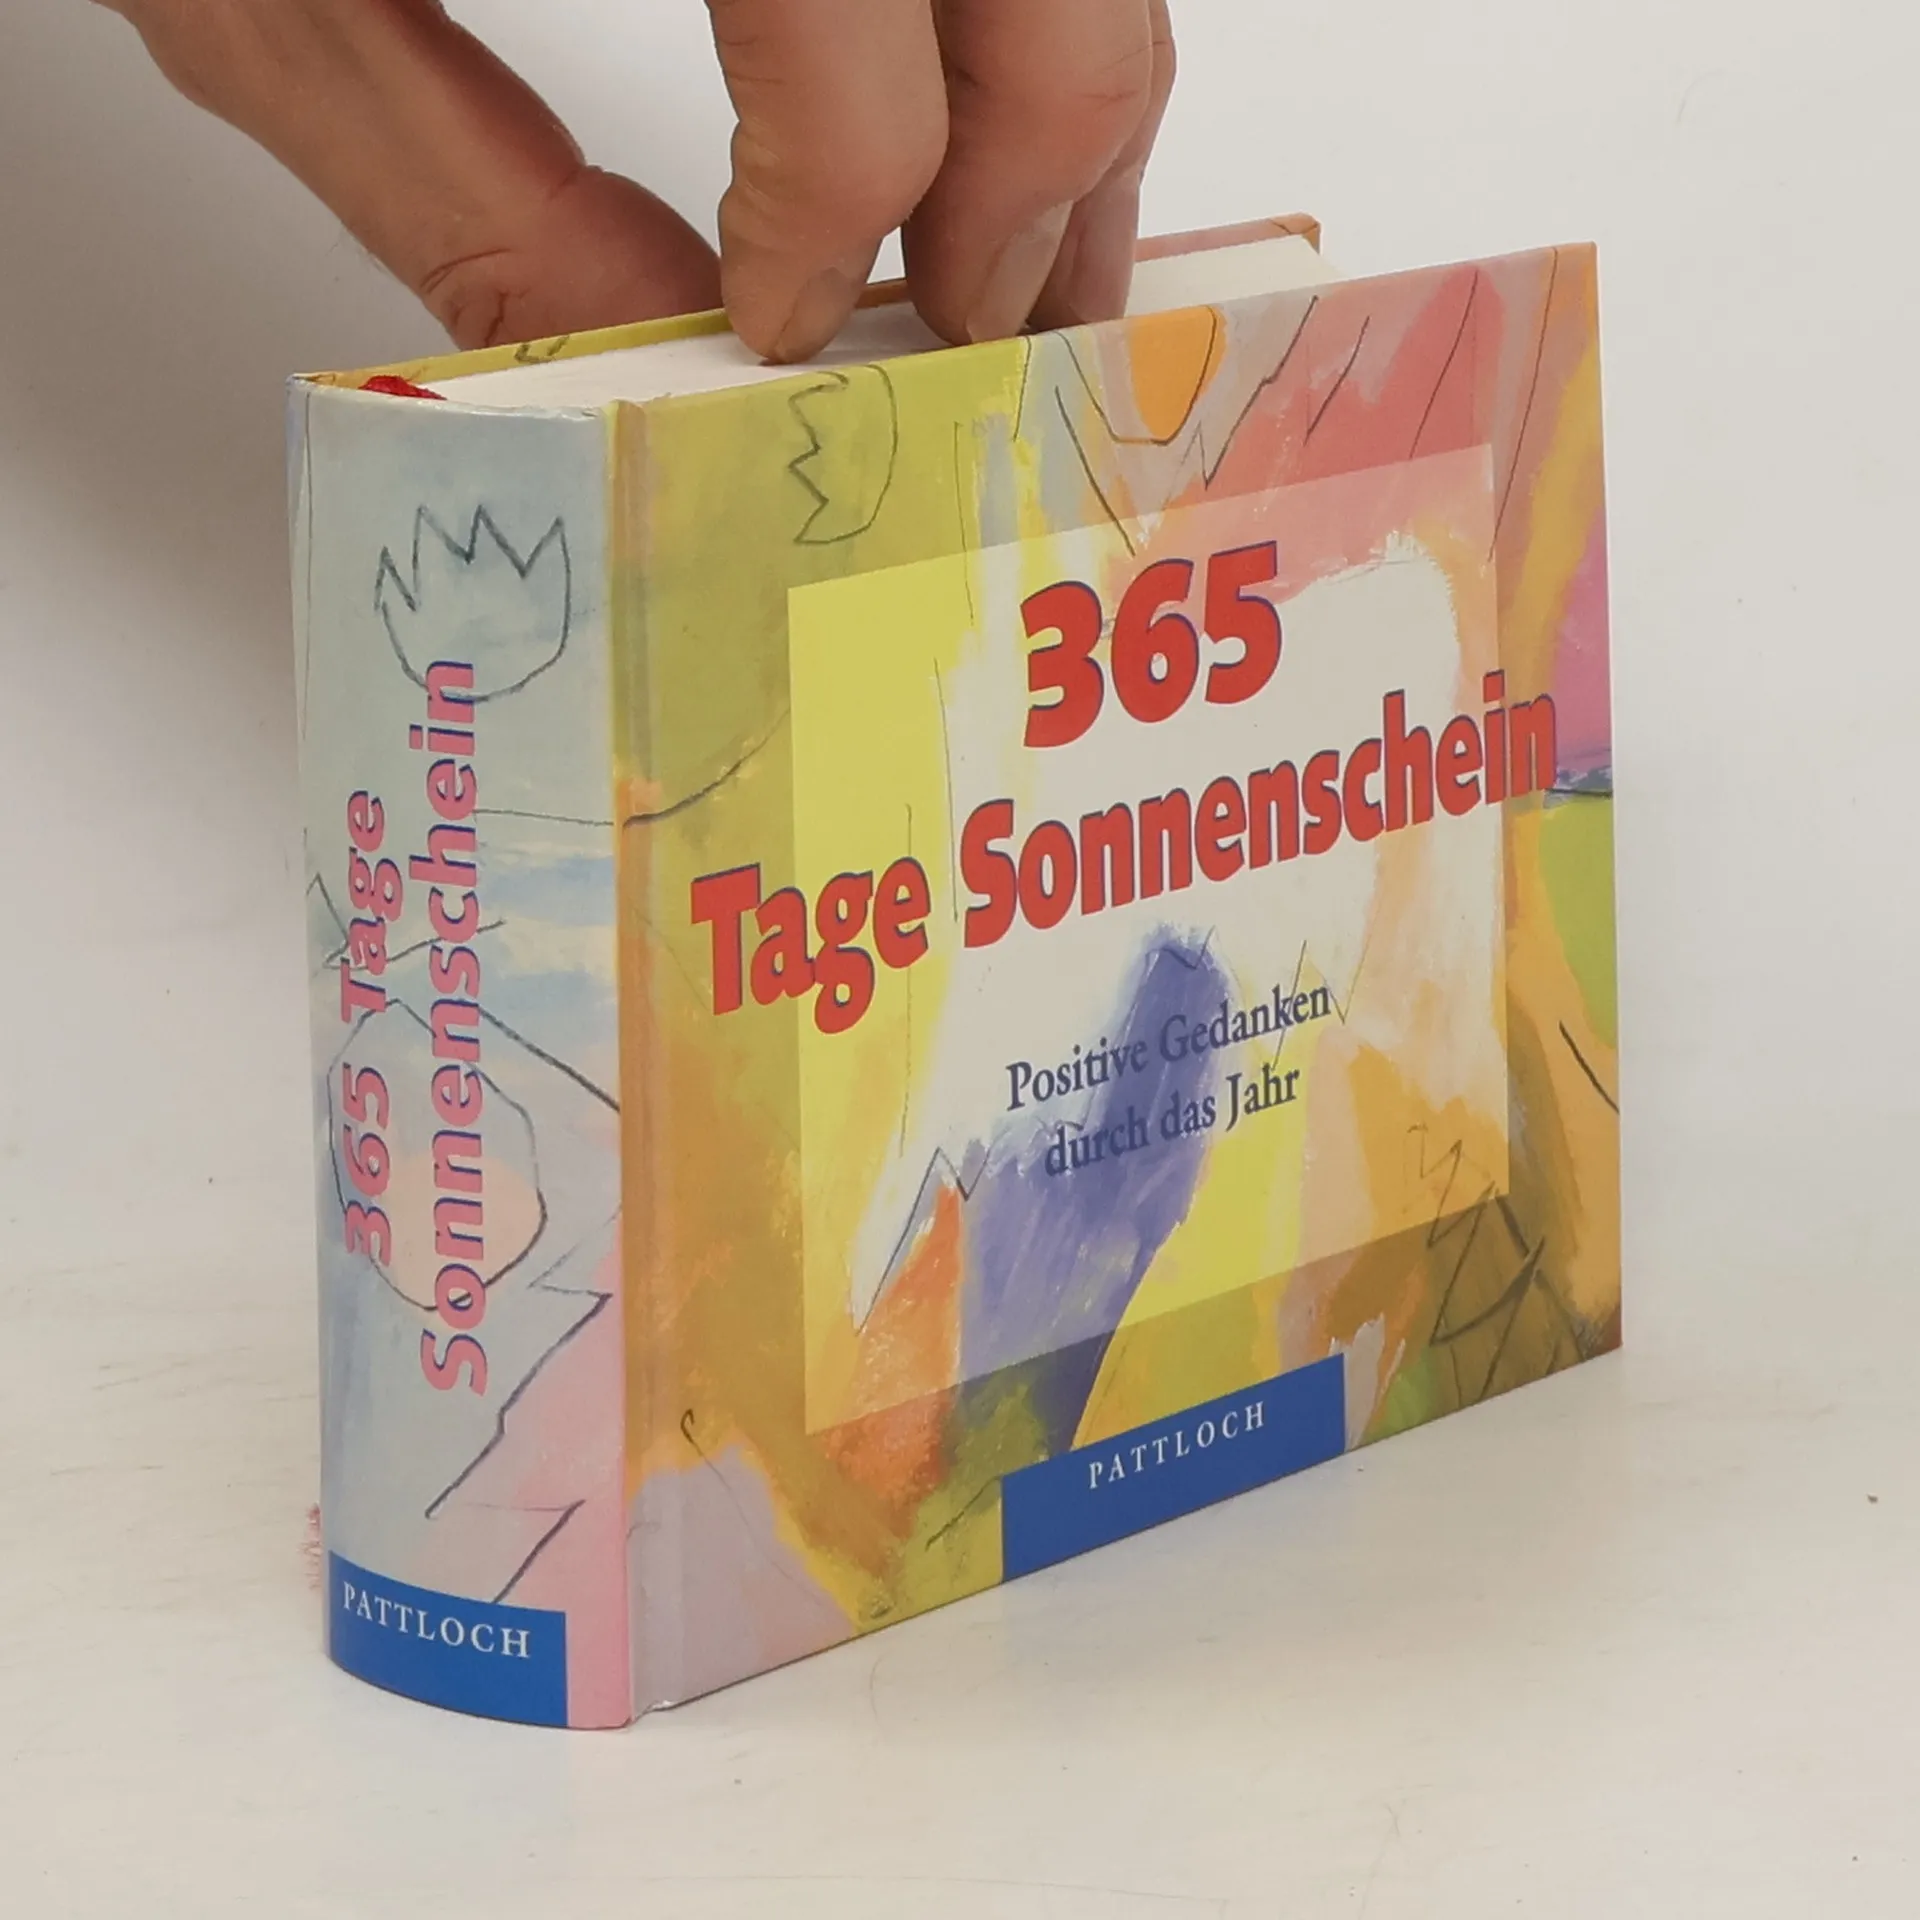 365 Tage
Sonnenschein
PATTLOCH
365
Tage Sonnenschein
Positive Gedanken
durch das Jahr
PATTLOCH